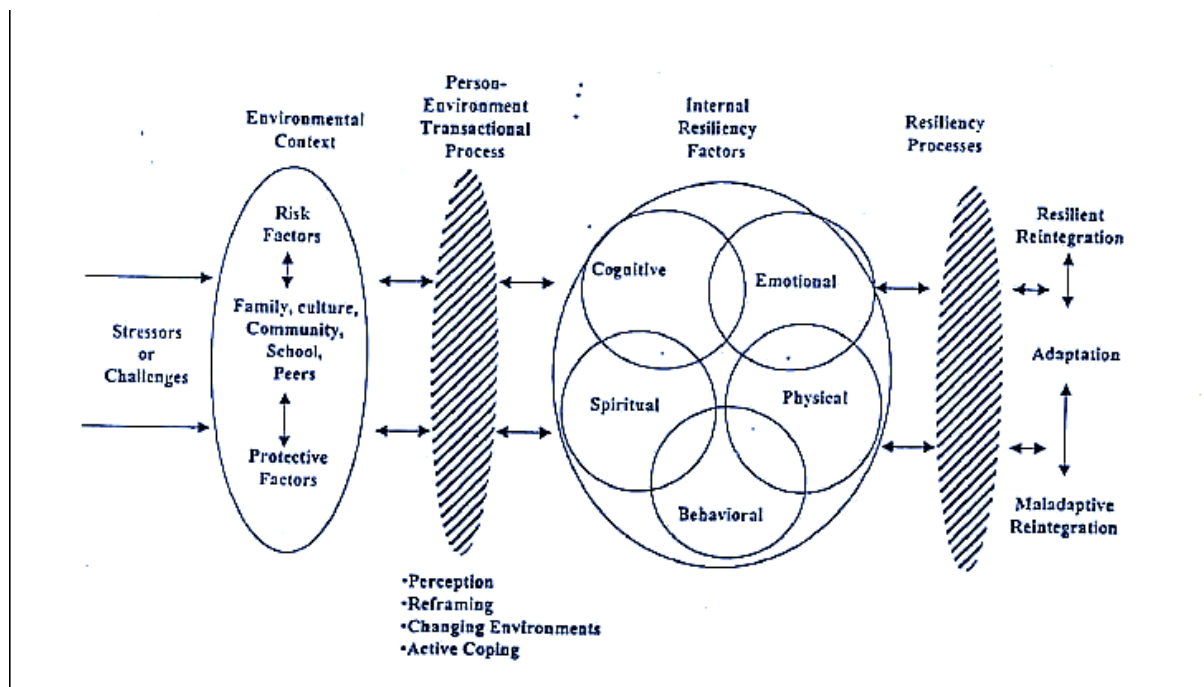 Environmental
Context
Risk
Factors
Family, culture,
Community,
School,
Peers
Protective
Factors
Stressors
or
Challenges
Person-
Environment
Transactional
Process
•Perception
•Reframing
•Changing Environments
•Active Coping
Internal
Resiliency
Factors
Cognitive
Emotional
Spiritual
Physical
Behavioral
Resiliency
Processes
Resilient
Reintegration
Adaptation
Maladaptive
Reintegration